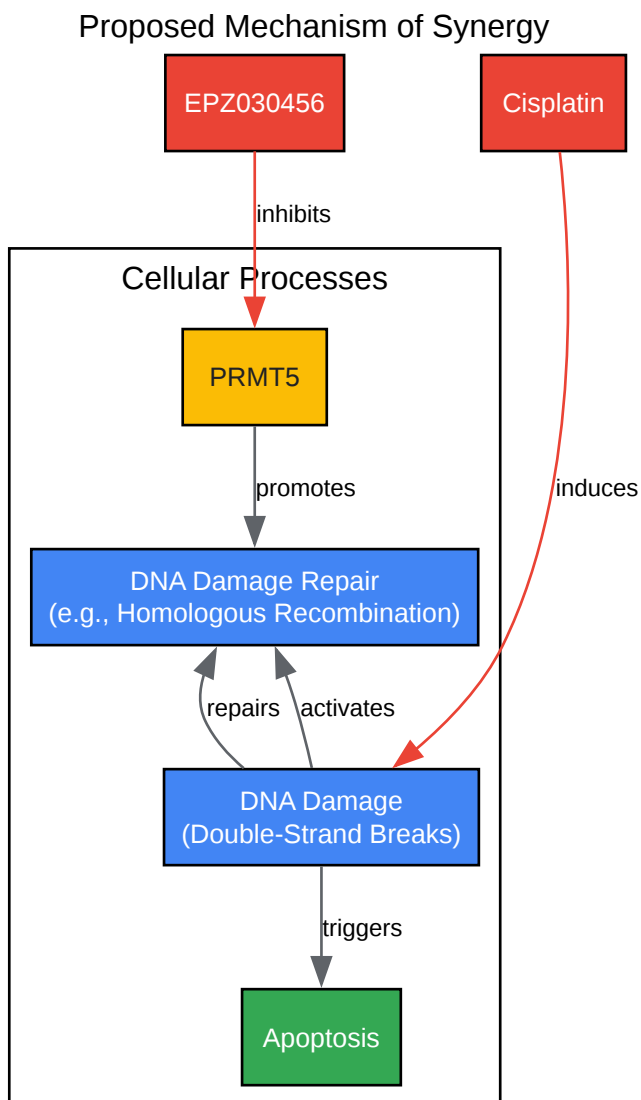 Proposed Mechanism of Synergy
EPZ030456
Cisplatin
inhibits
Cellular Processes
PRMT5
promotes
induces
DNA Damage Repair
(e.g., Homologous Recombination)
repairs
activates
DNA Damage
(Double-Strand Breaks)
triggers
Apoptosis